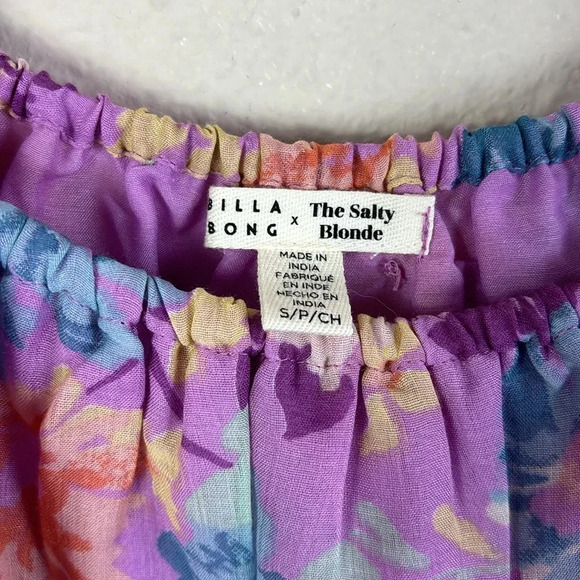 BILLA
BONG
x
The Salty
Blonde
MADE IN
INDIA
FABRIQUÉ
EN INDE
HECHO EN
INDIA
S/P/CH